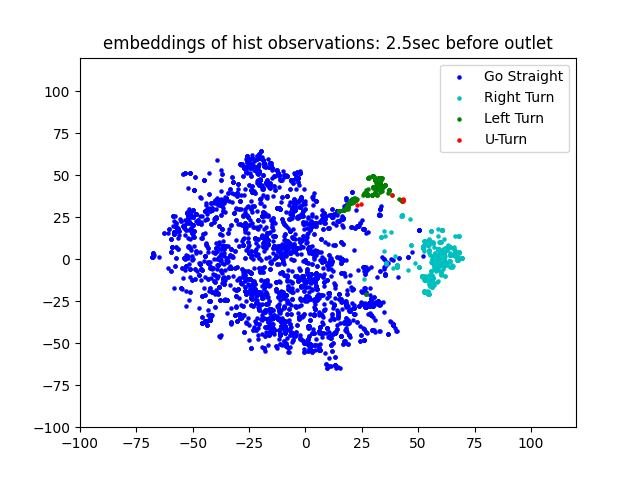 embeddings of hist observations: 2.5sec before outlet
Go Straight
Right Turn
Left Turn
U-Turn
100
75
50
25
0
−25
−50
−75
−100
−100 −75 −50 −25 0 25 50 75 100